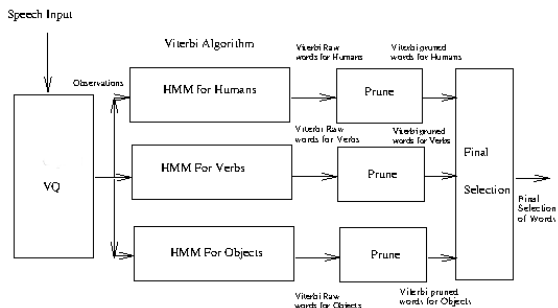 Speech Input
Viterbi Algorithm
Viterbi Raw
words for Humans
Viterbi pruned
words for Humans
Observations
HMM for Humans
Prune
Viterbi Raw
words for Verbs
Viterbi pruned
words for Verbs
VQ
HMM For Verbs
Prune
Final
Selection
Final
Selection
of Words
HMM For Objects
Prune
Viterbi Raw
words for Objects
Viterbi pruned
words for Objects